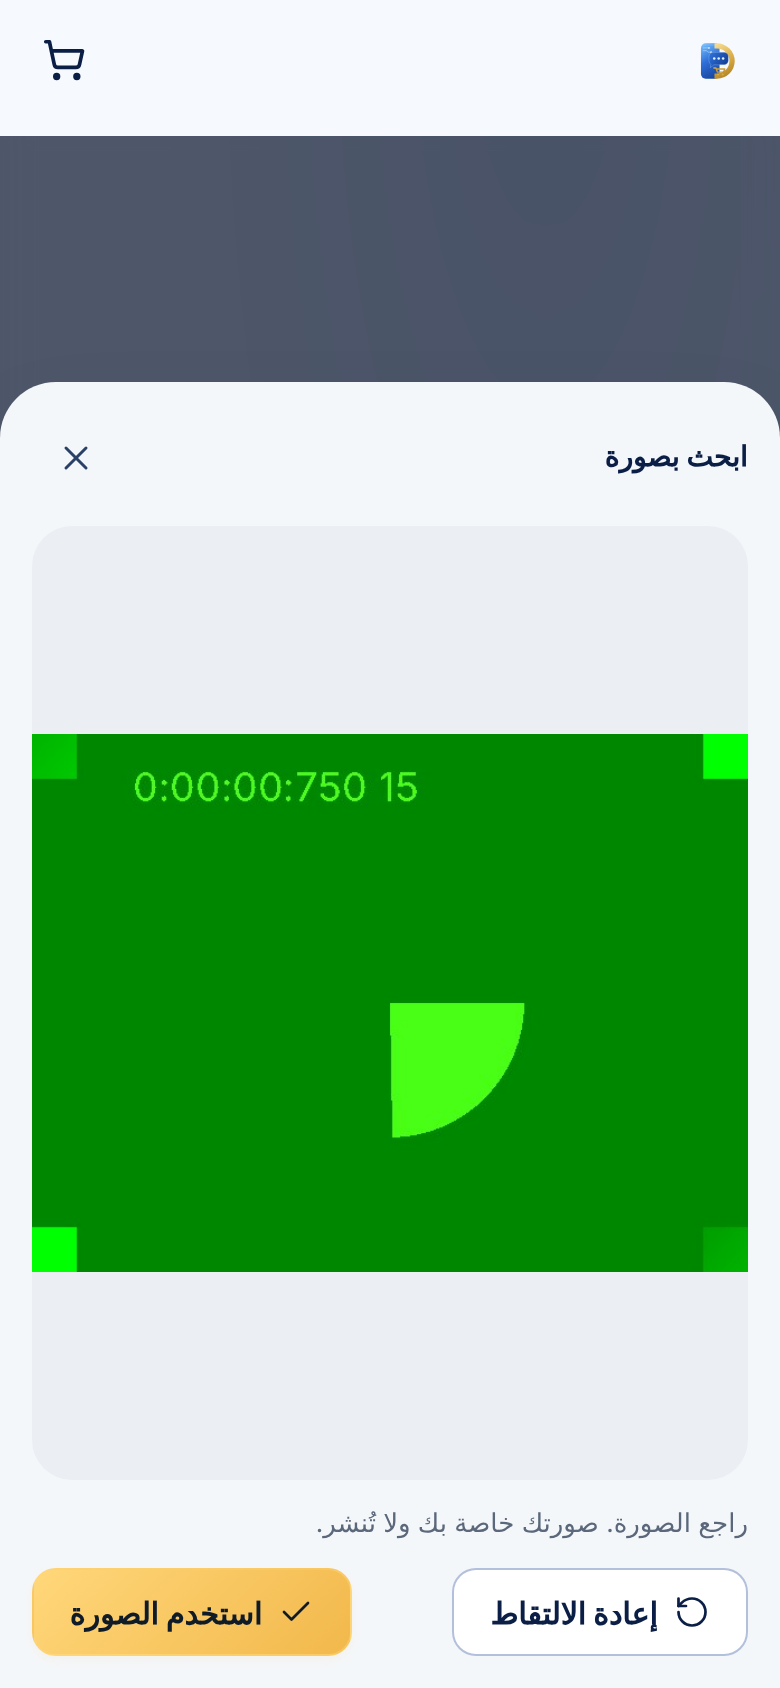 ابحث بصورة
0:00:00:750 15
راجع الصورة. صورتك خاصة بك ولا تُنشر.
إعادة الالتقاط
استخدم الصورة